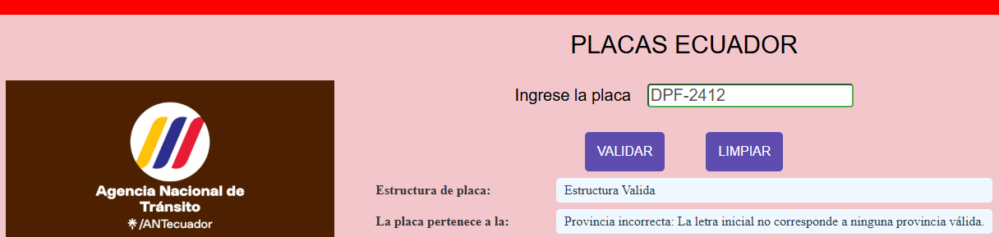 PLACAS ECUADOR
Ingrese la placa DPF-2412
VALIDAR LIMPIAR
Agencia Nacional de
Tránsito
/ANTecuador
Estructura de placa: Estructura Valida
La placa pertenece a la: Provincia incorrecta: La letra inicial no corresponde a ninguna provincia válida.